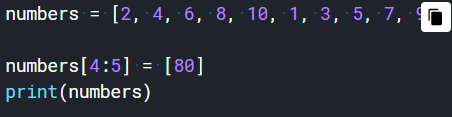 numbers = [2, 4, 6, 8, 10, 1, 3, 5, 7,
numbers[4:5] = [80]
print(numbers)